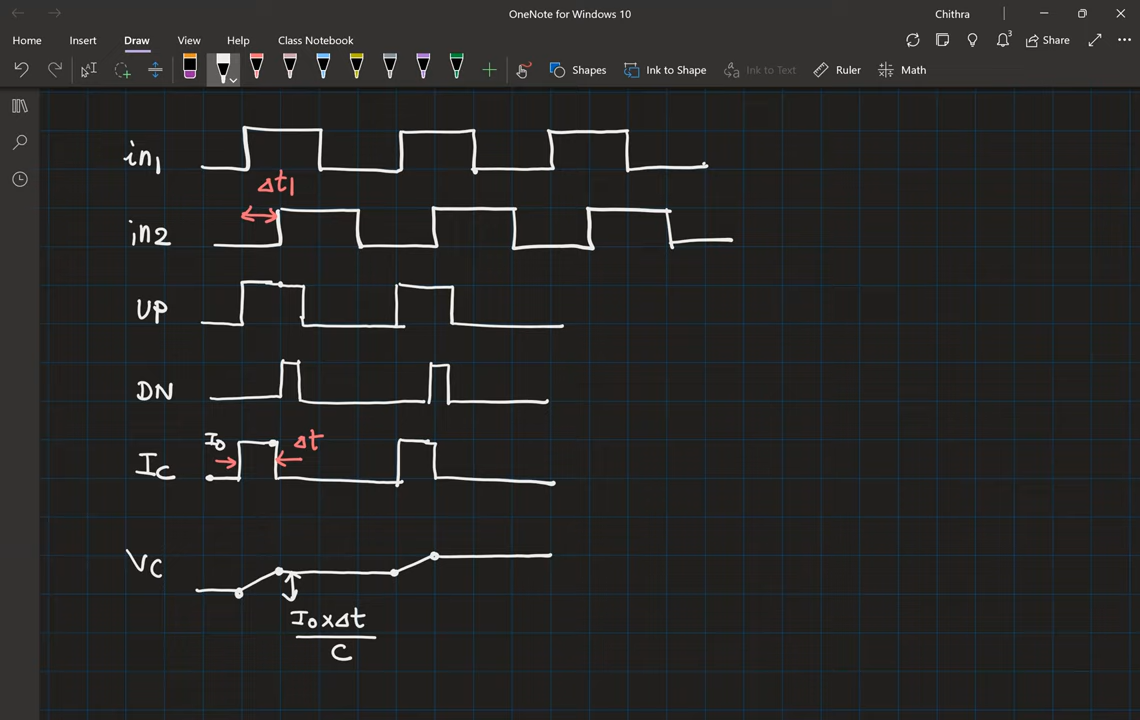 OneNote for Windows 10
Chithra
Home Insert Draw View Help Class Notebook
3 Share
Shapes Ink to Shape Ink to Text Ruler Math
in1
Δt1
in2
UP
DN
I0 Δt
IC
VC
I0 x Δt
C